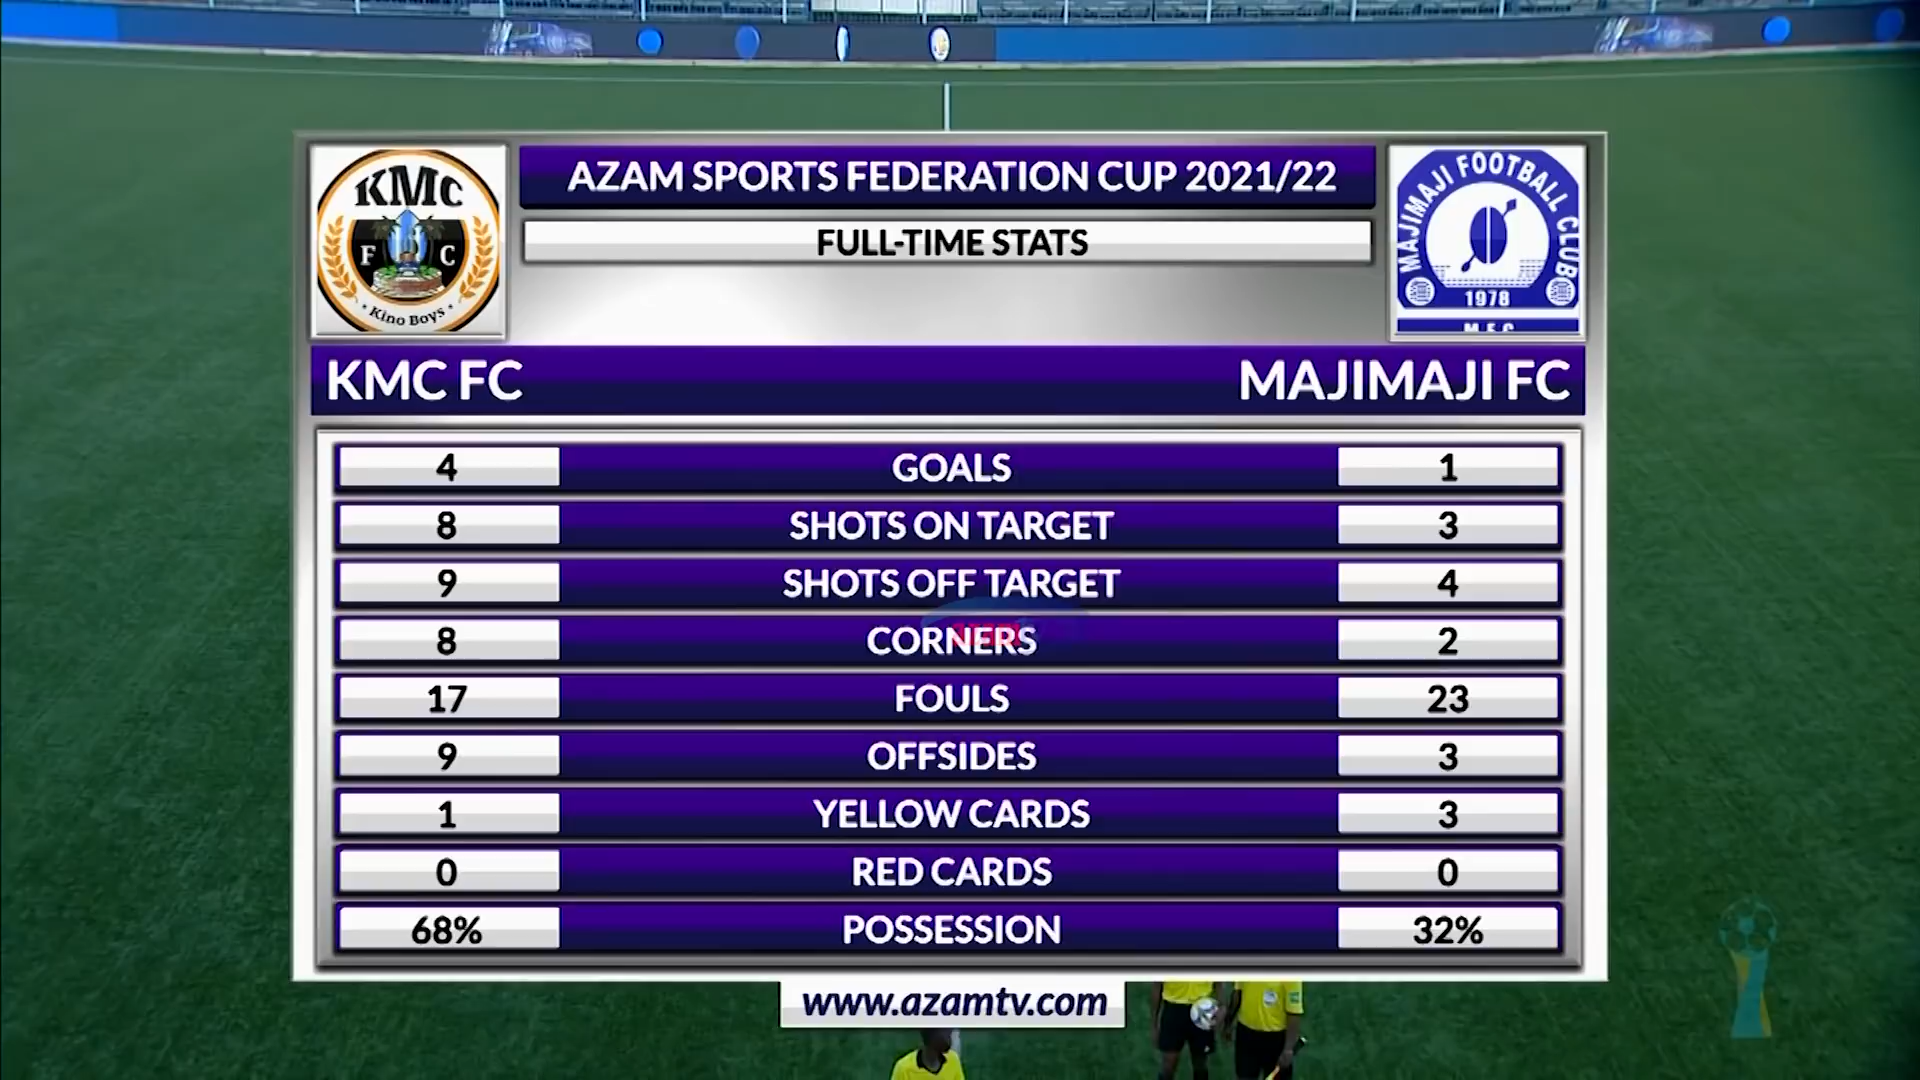 KMC
F C
Kino Boys
AZAM SPORTS FEDERATION CUP 2021/22
FULL-TIME STATS
MAJIMAJI FOOTBALL CLUB
1978
KMC FC MAJIMAJI FC
4 GOALS 1
8 SHOTS ON TARGET 3
9 SHOTS OFF TARGET 4
8 CORNERS 2
17 FOULS 23
9 OFFSIDES 3
1 YELLOW CARDS 3
0 RED CARDS 0
68% POSSESSION 32%
www.azamtv.com